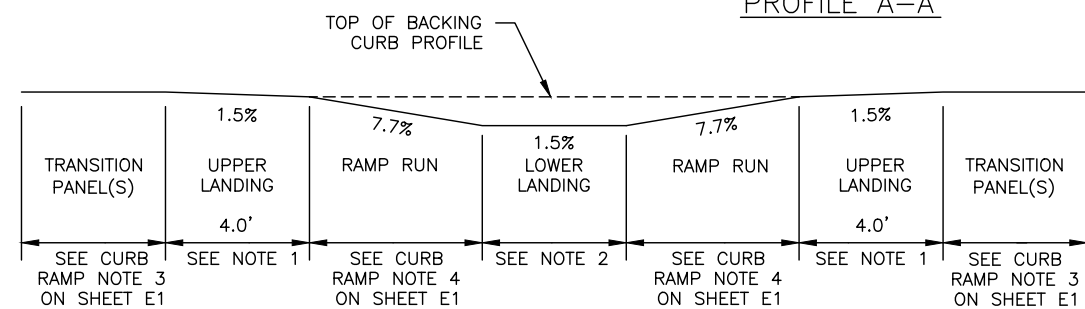 PROFILE A–A
TOP OF BACKING
CURB PROFILE
1.5%
7.7%
1.5%
7.7%
1.5%
TRANSITION
PANEL(S)
UPPER
LANDING
RAMP RUN
LOWER
LANDING
RAMP RUN
UPPER
LANDING
TRANSITION
PANEL(S)
4.0'
4.0'
SEE CURB
RAMP NOTE 3
ON SHEET E1
SEE NOTE 1
SEE CURB
RAMP NOTE 4
ON SHEET E1
SEE NOTE 2
SEE CURB
RAMP NOTE 4
ON SHEET E1
SEE NOTE 1
SEE CURB
RAMP NOTE 3
ON SHEET E1